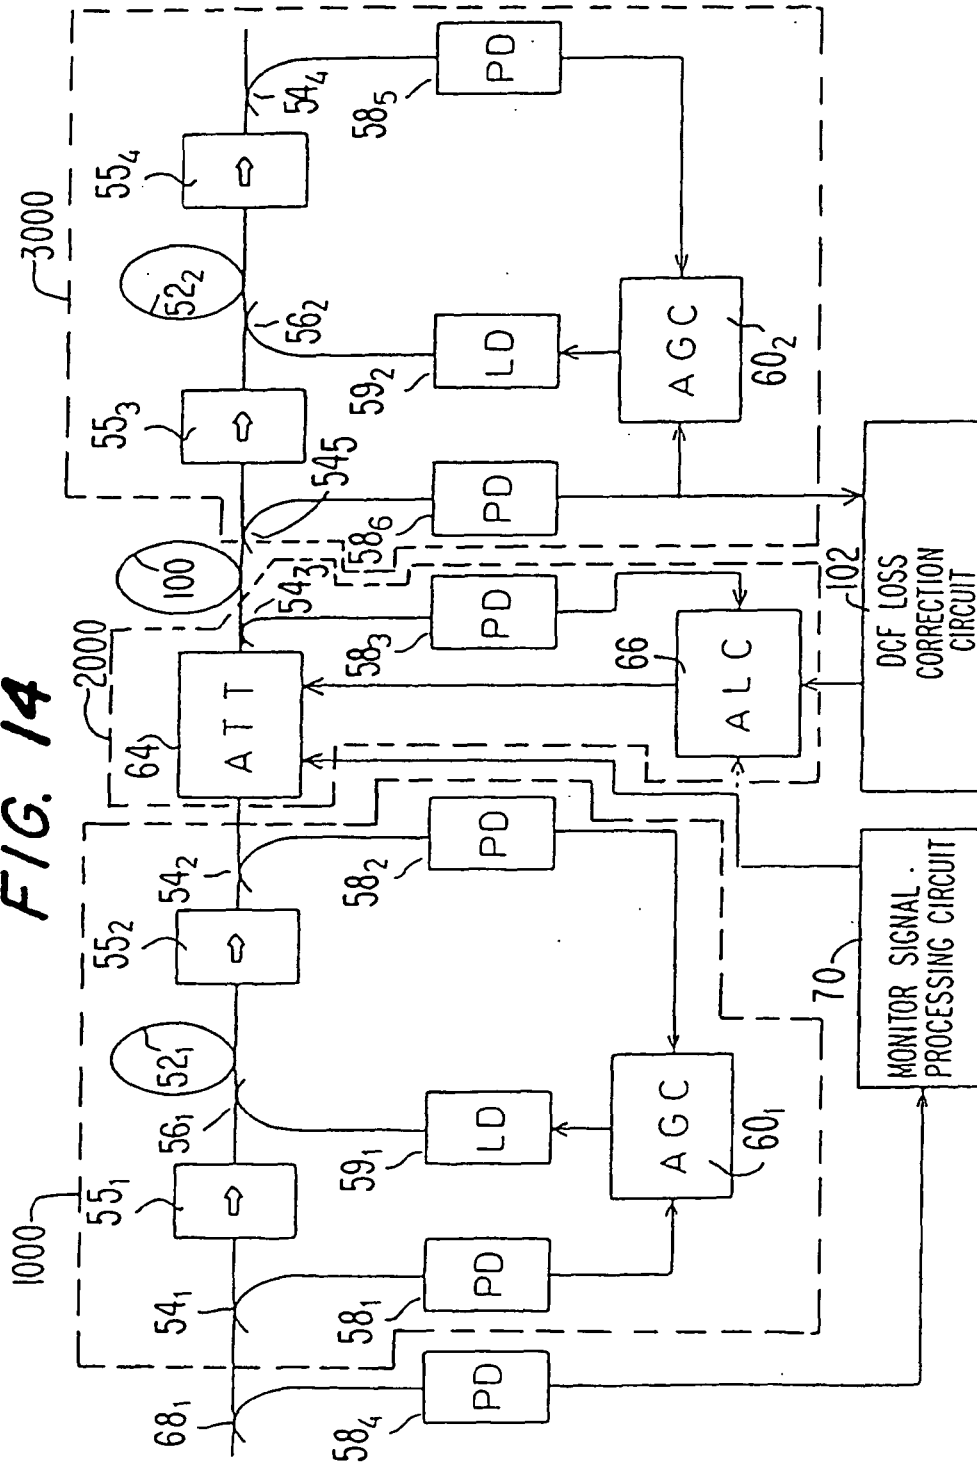 FIG. 14
1000
2000
3000
68₁
54₁
55₁
56₁
52₁
55₂
54₂
64
ATT
54₃
100
54₅
55₃
56₂
52₂
55₄
54₄
58₄
PD
58₁
PD
59₁
LD
58₂
PD
58₃
PD
58₆
PD
59₂
LD
58₅
PD
AGC
60₁
66
ALC
AGC
60₂
70
MONITOR SIGNAL .
PROCESSING CIRCUIT
102
DCF LOSS
CORRECTION
CIRCUIT